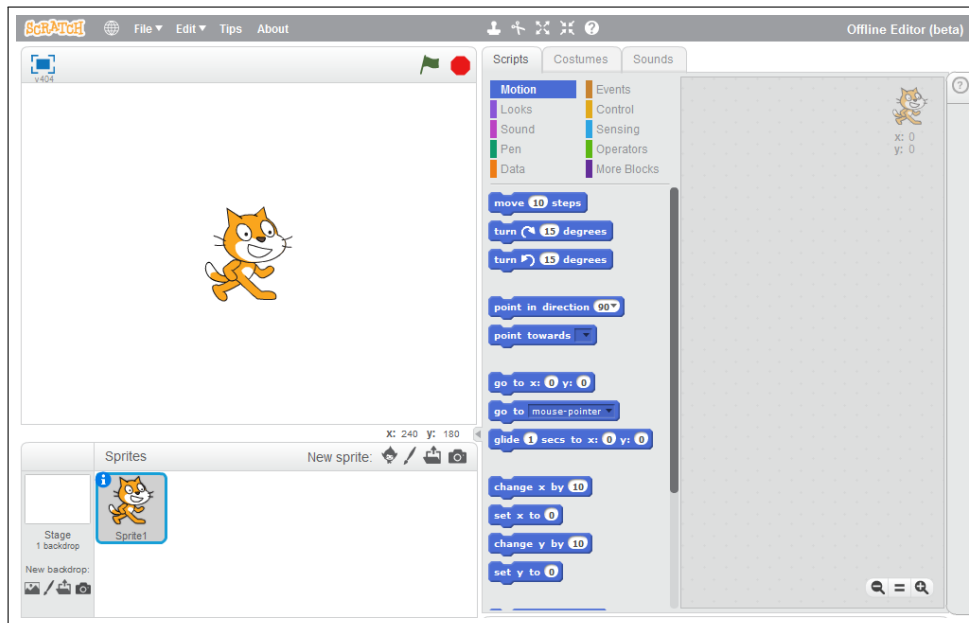 SCRATCH File Edit Tips About Offline Editor (beta)
v404
Scripts Costumes Sounds
Motion Events
Looks Control
Sound Sensing
Pen Operators
Data More Blocks
x: 0
y: 0
move 10 steps
turn 15 degrees
turn 15 degrees
point in direction 90
point towards
go to x: 0 y: 0
go to mouse-pointer
glide 1 secs to x: 0 y: 0
change x by 10
set x to 0
change y by 10
set y to 0
x: 240 y: 180
Sprites New sprite:
Stage
1 backdrop
New backdrop:
Sprite1